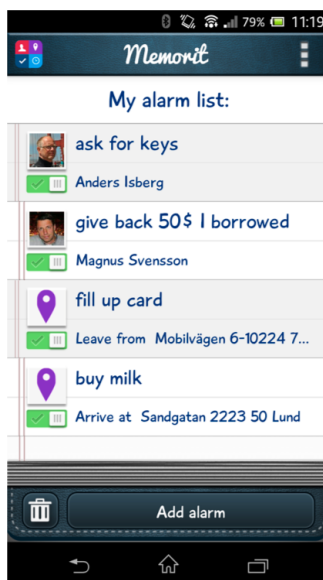 79% 11:19
Memorit
My alarm list:
ask for keys
Anders Isberg
give back 50$ I borrowed
Magnus Svensson
fill up card
Leave from Mobilvägen 6-10224 7...
buy milk
Arrive at Sandgatan 2223 50 Lund
Add alarm